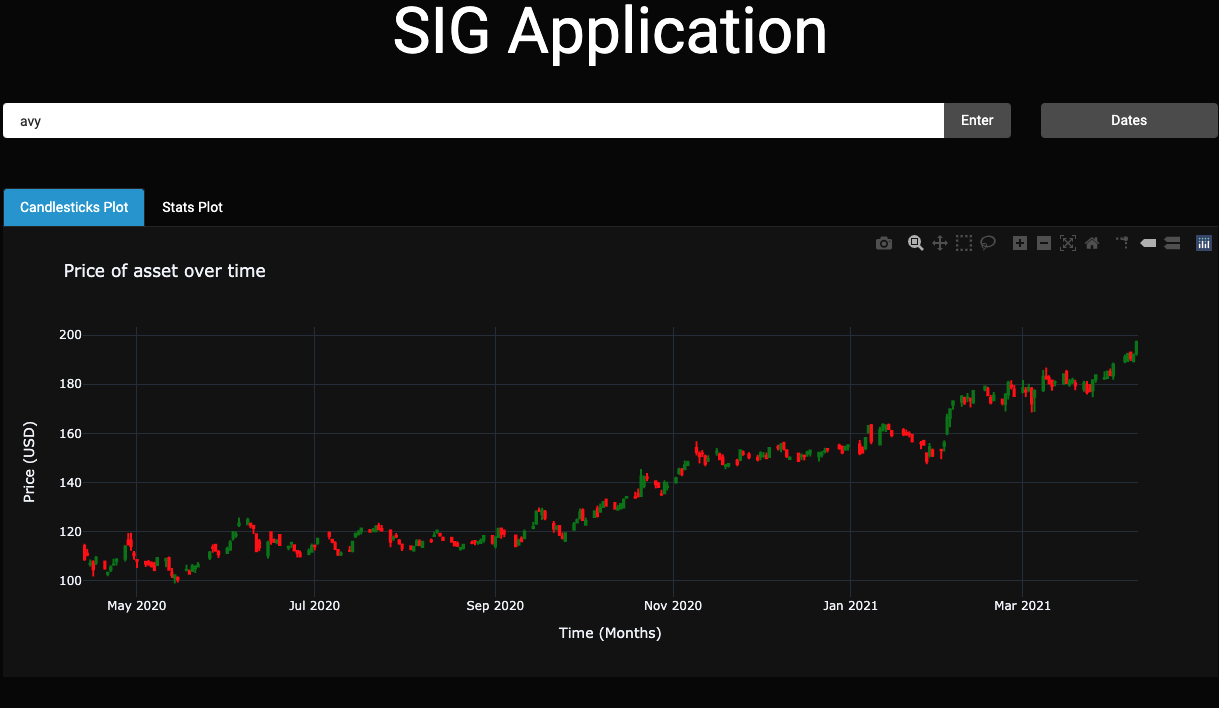 SIG Application
avy
Enter
Dates
Candlesticks Plot
Stats Plot
Price of asset over time
200
180
160
140
120
100
Price (USD)
May 2020
Jul 2020
Sep 2020
Nov 2020
Jan 2021
Mar 2021
Time (Months)